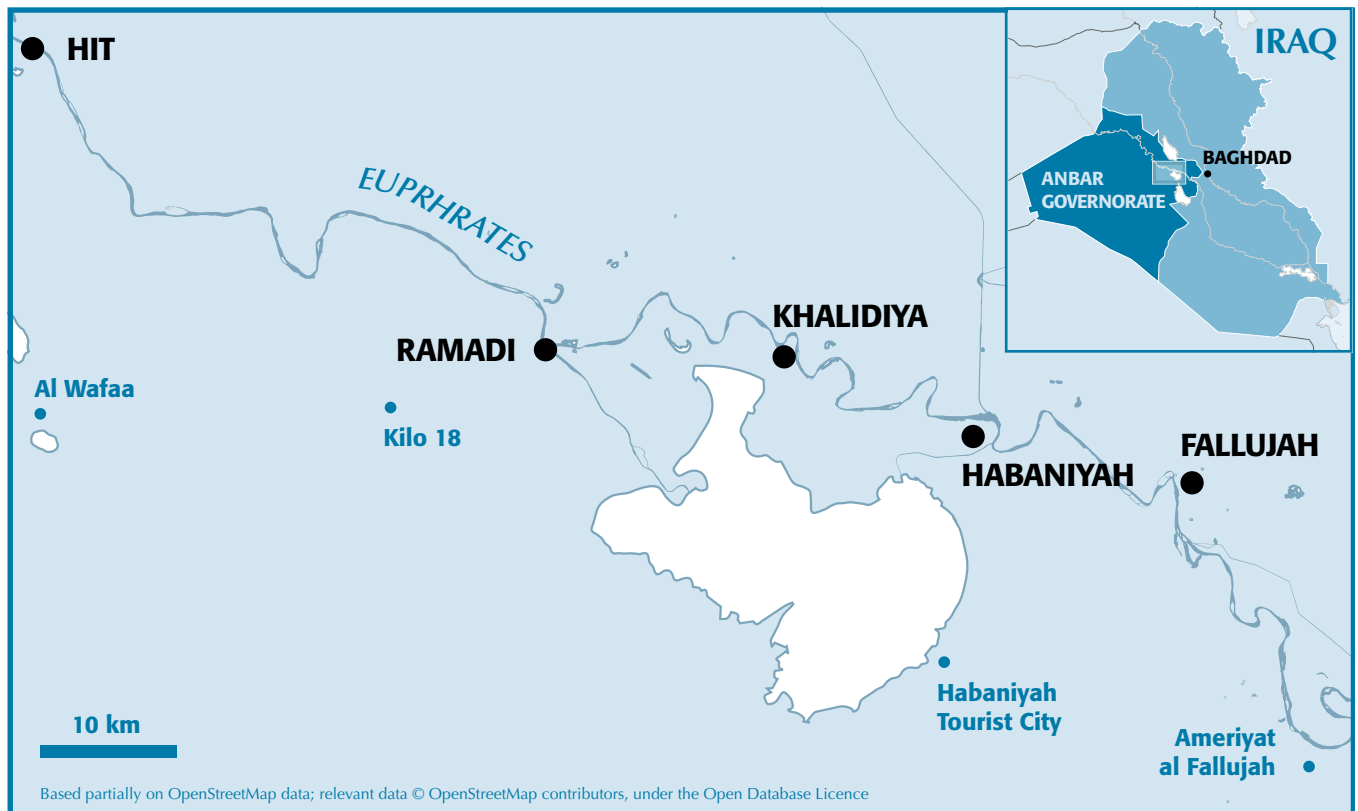 HIT
IRAQ
BAGHDAD
ANBAR
GOVERNORATE
EUPRHRATES
KHALIDIYA
RAMADI
Al Wafaa
Kilo 18
FALLUJAH
HABANIYAH
Habaniyah
Tourist City
10 km
Ameriyat
al Fallujah
Based partially on OpenStreetMap data; relevant data © OpenStreetMap contributors, under the Open Database Licence